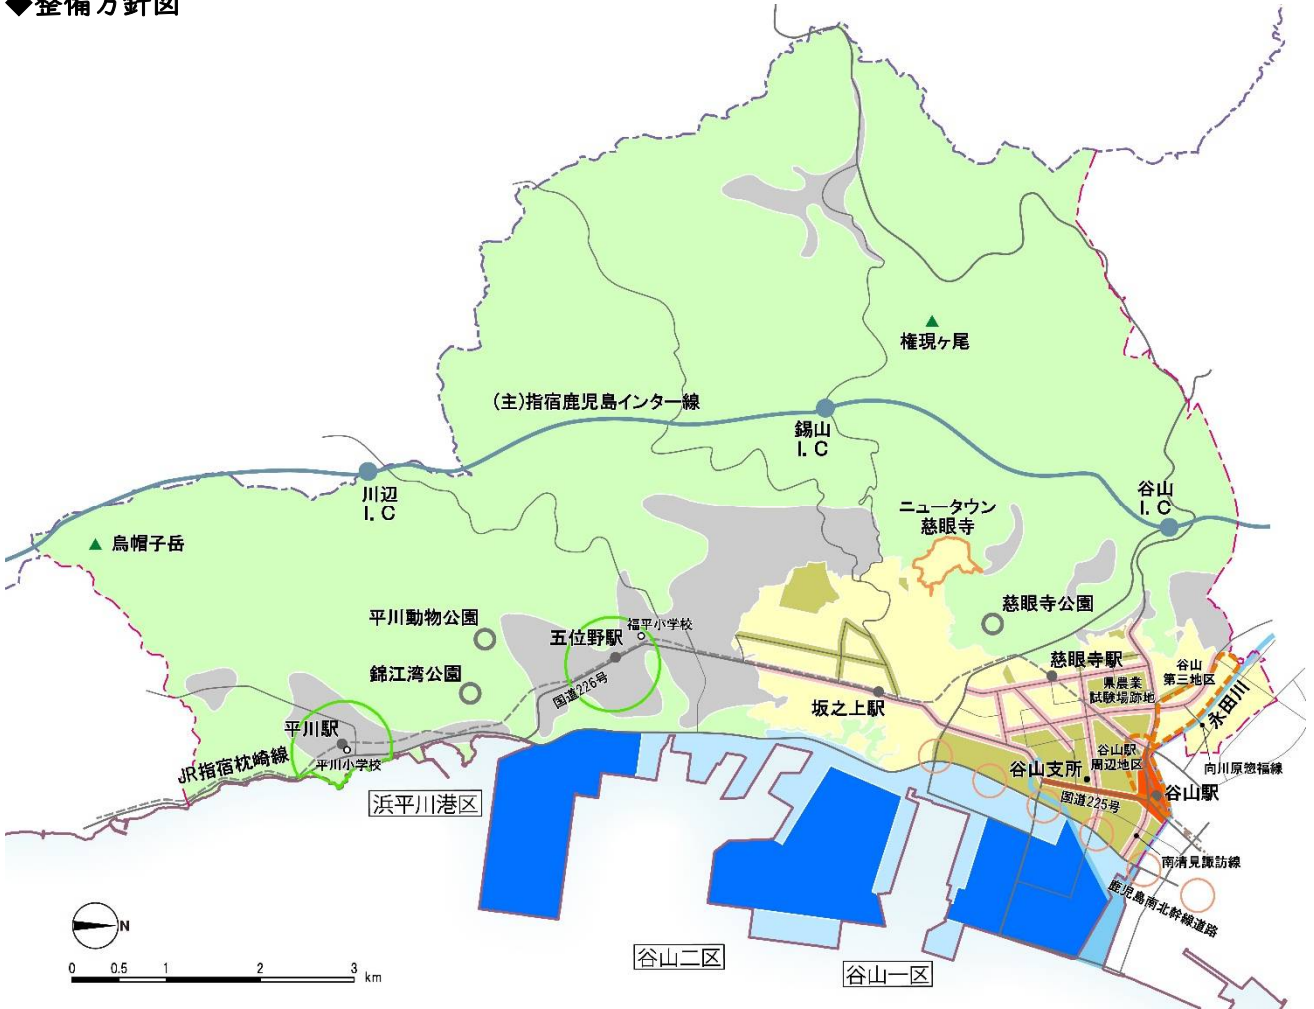 ◆整備方針図
権現ヶ尾
(主)指宿鹿児島インター線
錫山
I. C
川辺
I. C
谷山
I. C
ニュータウン
慈眼寺
烏帽子岳
慈眼寺公園
平川動物公園
福平小学校
五位野駅
慈眼寺駅
谷山
第三地区
県農業
試験場跡地
錦江湾公園
国道226号
坂之上駅
永田川
平川駅
平川小学校
JR指宿枕崎線
谷山駅
周辺地区
向川原惣福線
谷山支所
国道225号
谷山駅
浜平川港区
南清見諏訪線
鹿児島南北幹線道路
N
谷山二区
谷山一区
0 0.5 1 2 3 km